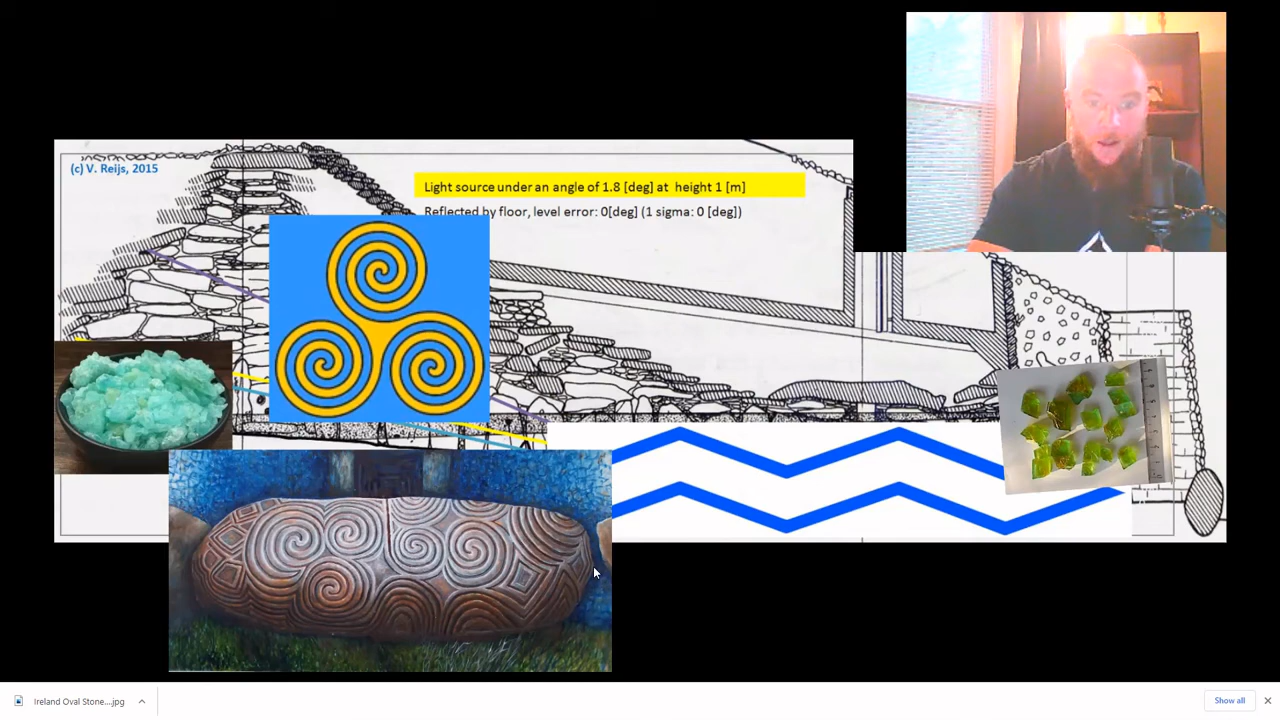 (c) V. Reijs, 2015
Light source under an angle of 1.8 [deg] at height 1 [m]
Reflected by floor, level error: 0[deg] (1 sigma: 0 [deg])
Ireland Oval Stone....jpg
Show all